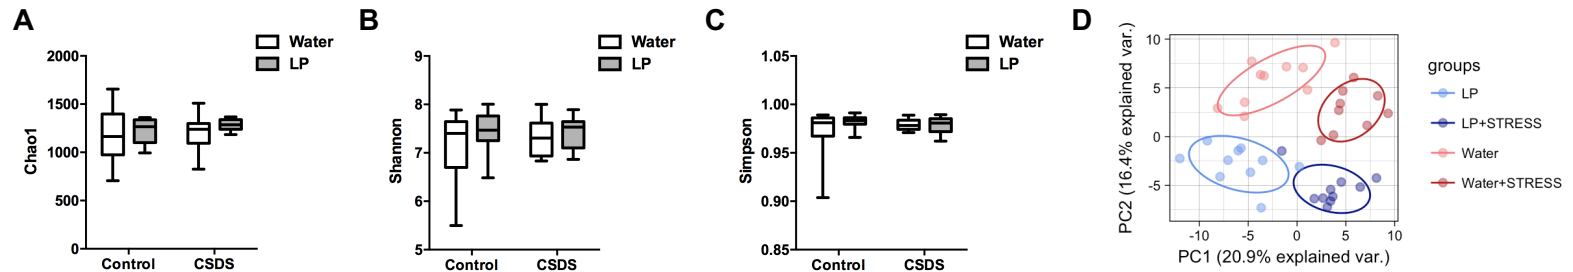 A
Water
LP
2000
1500
1000
500
0
Chao1
Control
CSDS
B
Water
LP
9
8
7
6
5
Shannon
Control
CSDS
C
Water
LP
1.05
1.00
0.95
0.90
0.85
Simpson
Control
CSDS
D
10
5
0
-5
PC2 (16.4% explained var.)
-10
-5
0
5
10
PC1 (20.9% explained var.)
groups
LP
LP+STRESS
Water
Water+STRESS